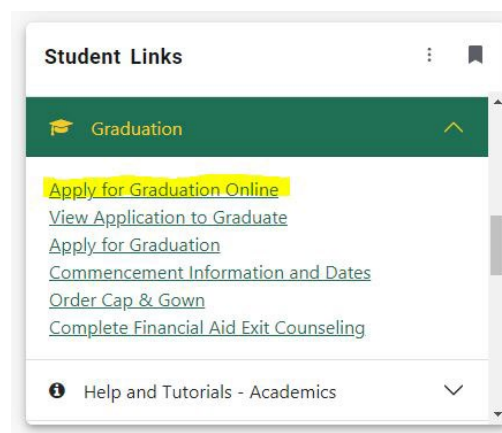 Student Links
Graduation
Apply for Graduation Online
View Application to Graduate
Apply for Graduation
Commencement Information and Dates
Order Cap & Gown
Complete Financial Aid Exit Counseling
Help and Tutorials - Academics